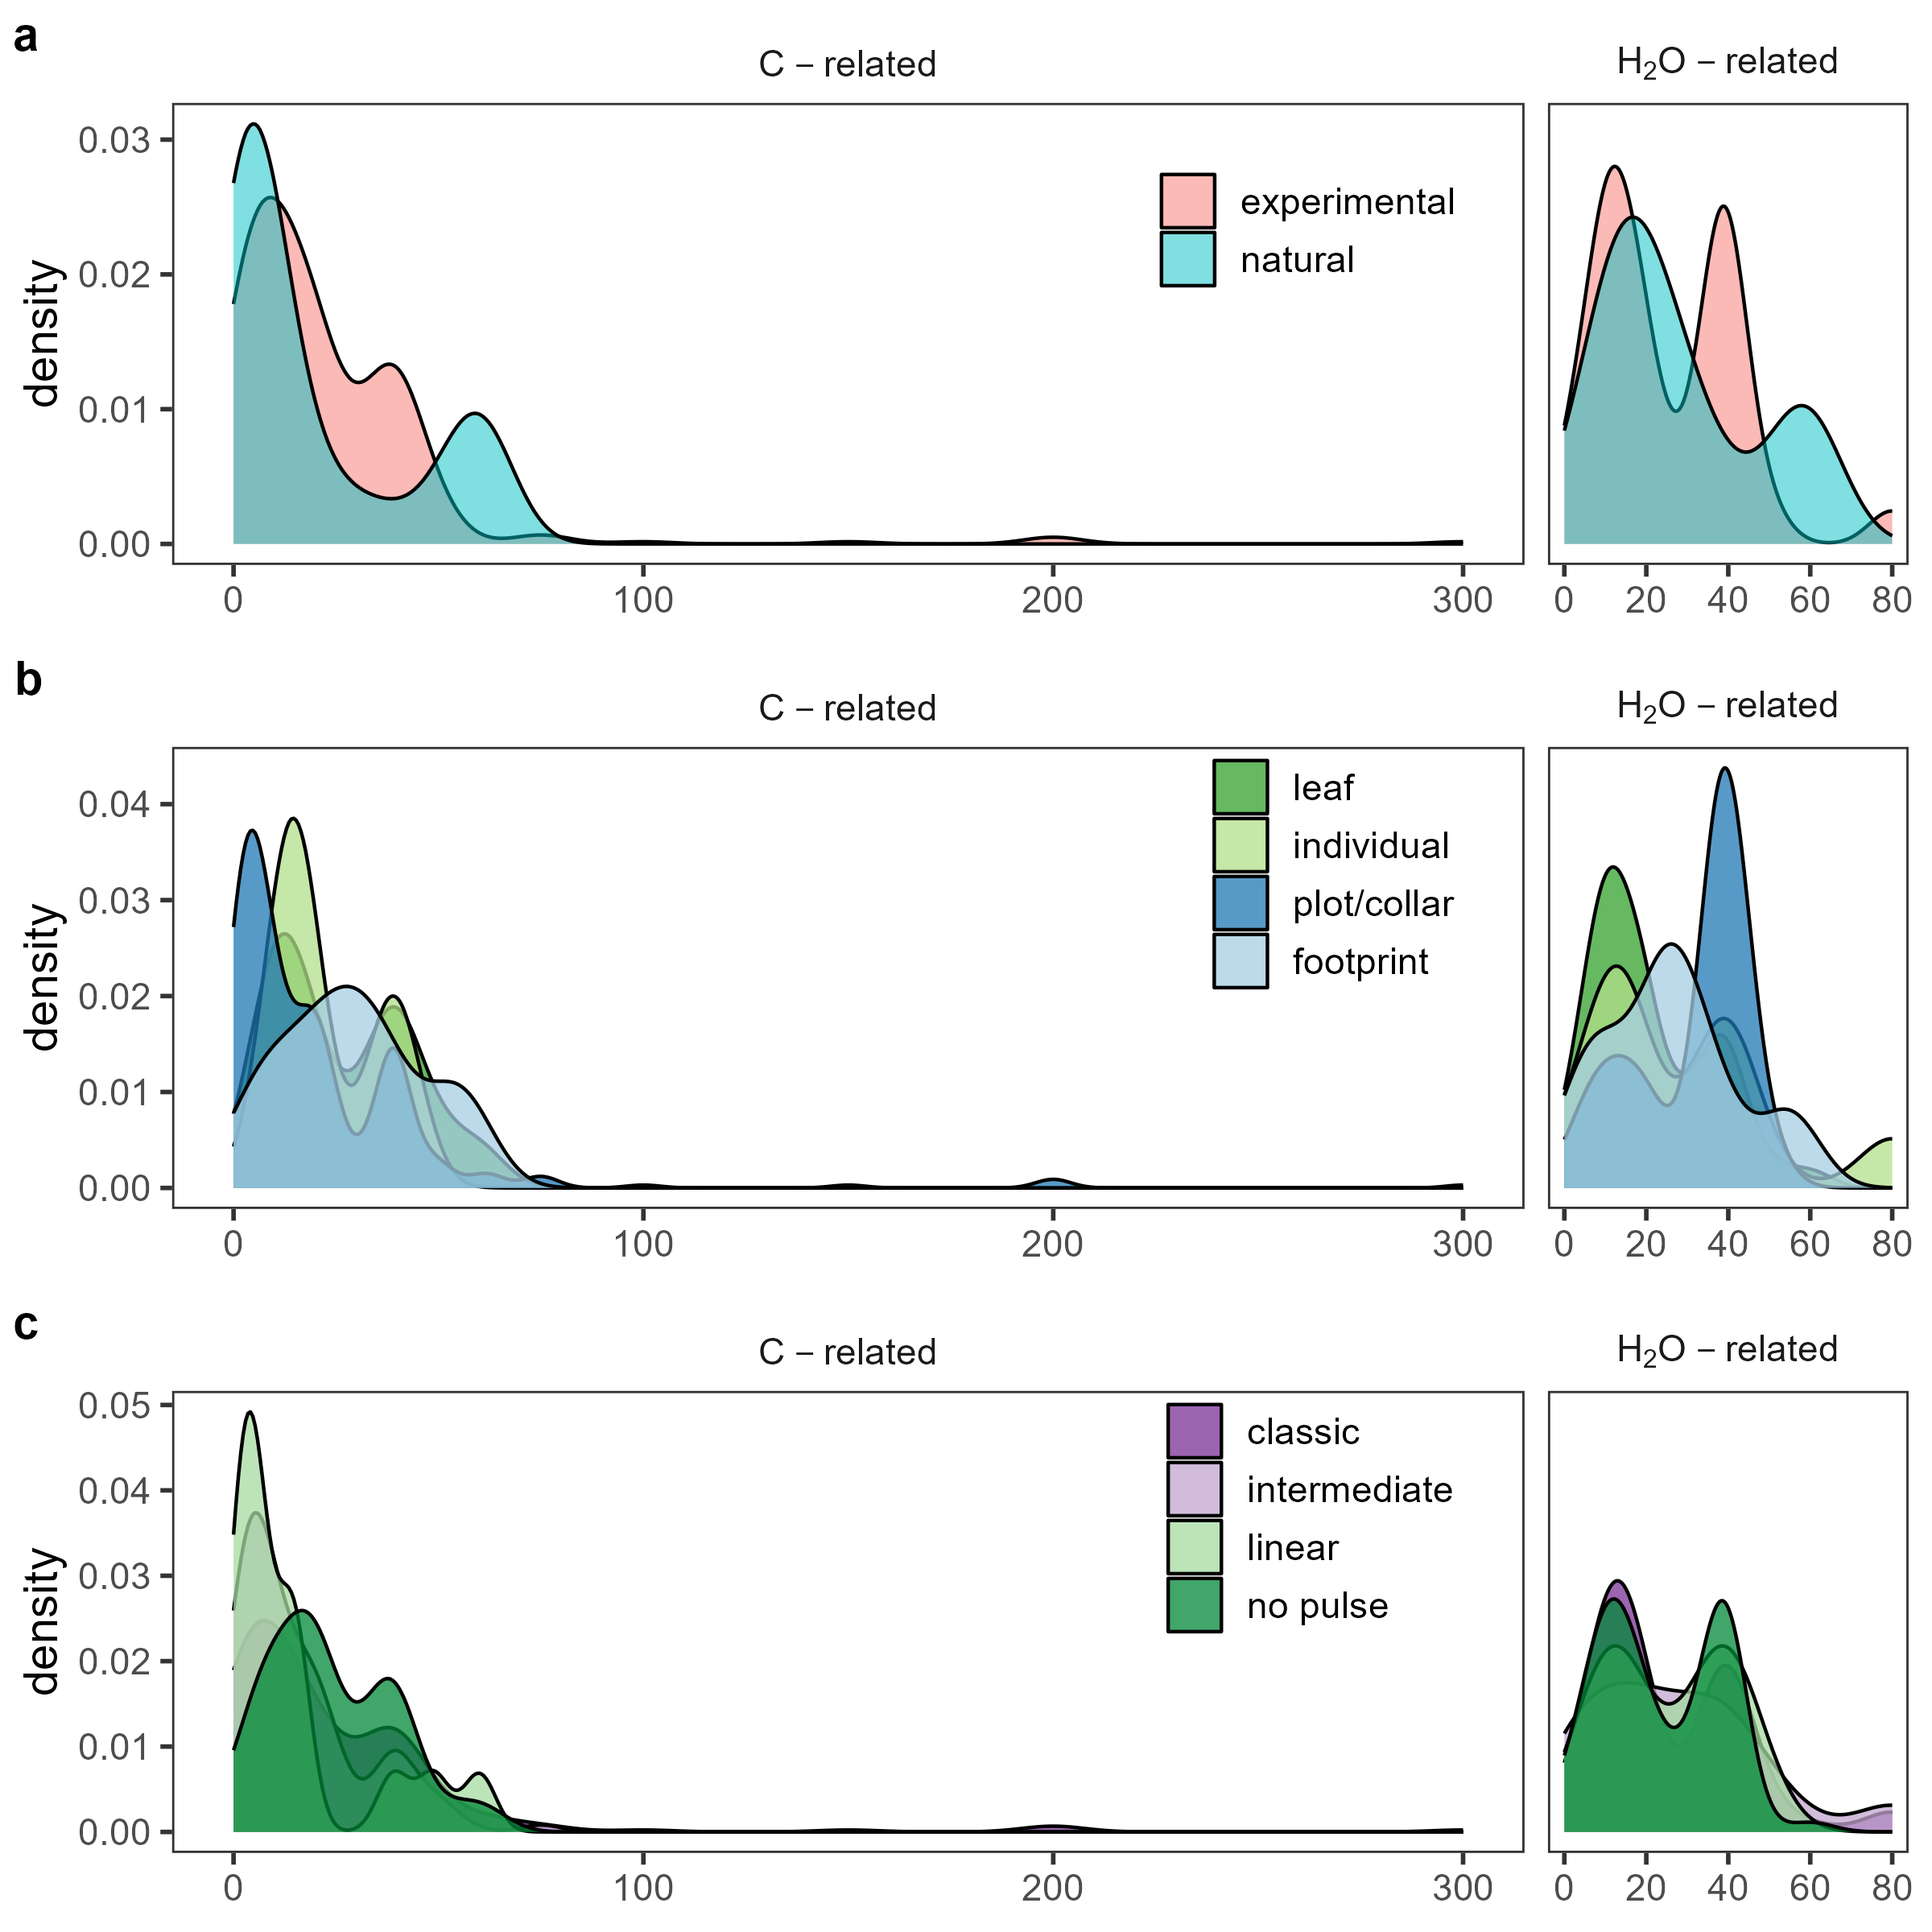 a
C – related
H₂O – related
density
0.03
0.02
0.01
0.00
experimental
natural
0 100 200 300
0 20 40 60 80
b
C – related
H₂O – related
density
0.04
0.03
0.02
0.01
0.00
leaf
individual
plot/collar
footprint
0 100 200 300
0 20 40 60 80
c
C – related
H₂O – related
density
0.05
0.04
0.03
0.02
0.01
0.00
classic
intermediate
linear
no pulse
0 100 200 300
0 20 40 60 80